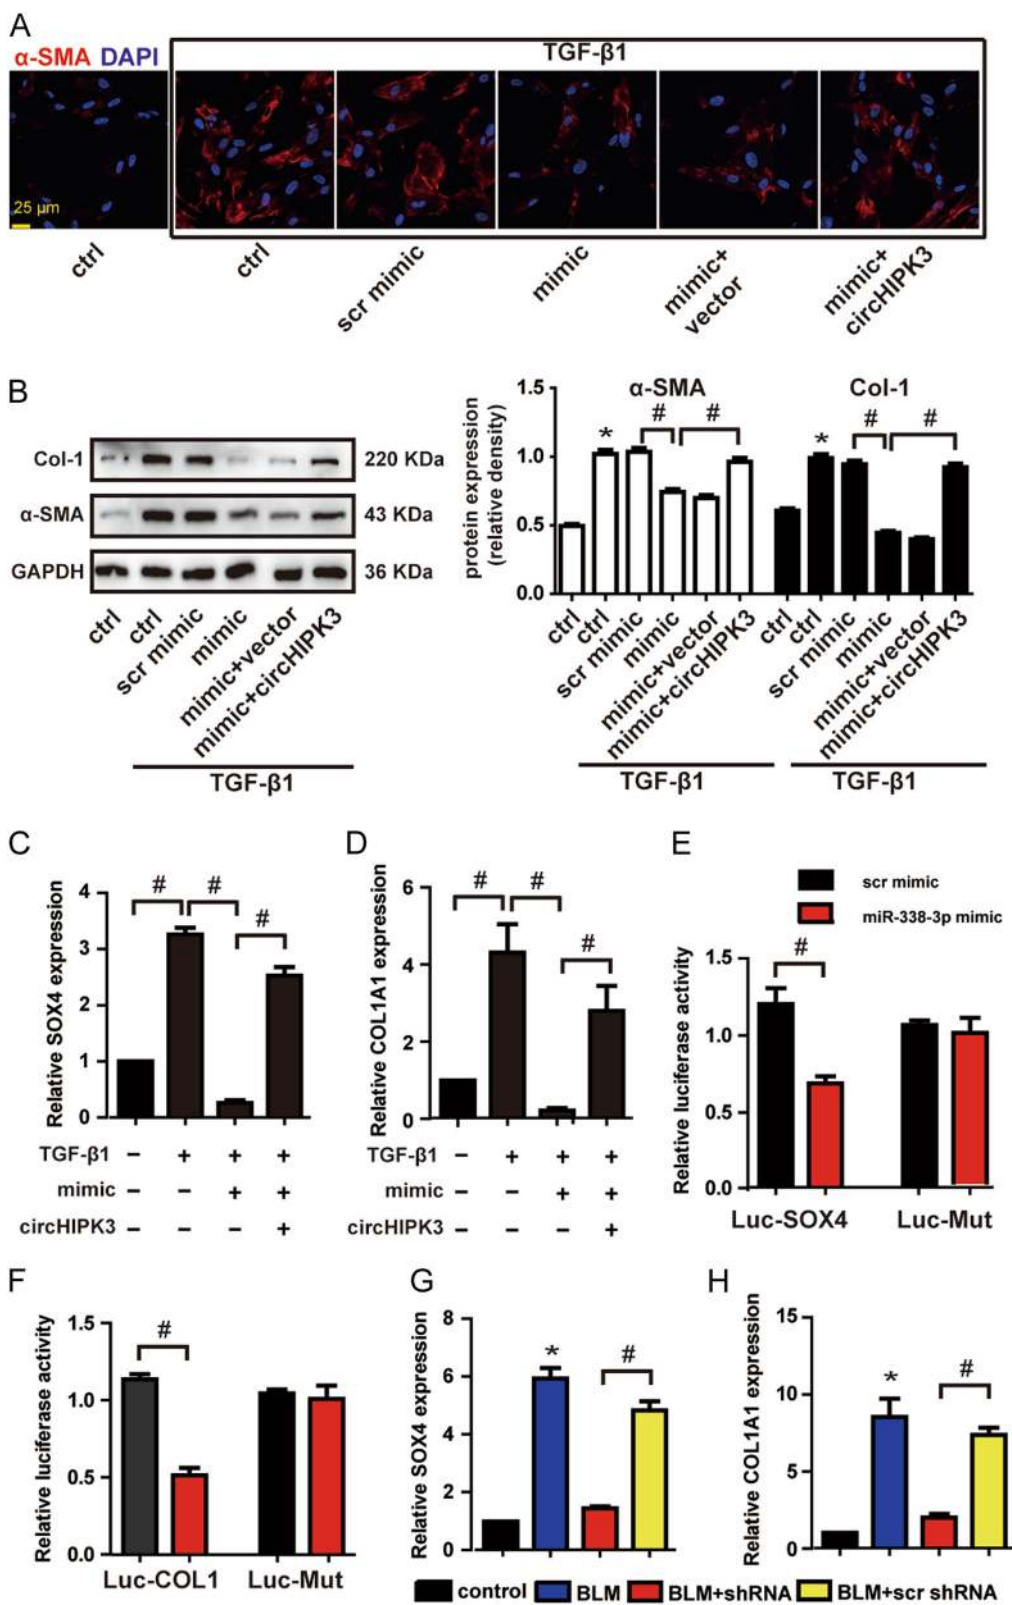 A
α-SMA DAPI
TGF-β1
25 µm
ctrl
ctrl
scr mimic
mimic
mimic+
vector
mimic+
circHIPK3
B
Col-1
220 KDa
α-SMA
43 KDa
GAPDH
36 KDa
ctrl
ctrl
scr mimic
mimic
mimic+vector
mimic+circHIPK3
TGF-β1
protein expression
(relative density)
1.5
1.0
0.5
0.0
α-SMA
Col-1
*
#
#
*
#
#
ctrl
ctrl
scr mimic
mimic
mimic+vector
mimic+circHIPK3
ctrl
ctrl
scr mimic
mimic
mimic+vector
mimic+circHIPK3
TGF-β1
TGF-β1
C
Relative SOX4 expression
4
3
2
1
0
#
#
#
TGF-β1 – + + +
mimic – – + +
circHIPK3 – – – +
D
Relative COL1A1 expression
6
4
2
0
#
#
#
TGF-β1 – + + +
mimic – – + +
circHIPK3 – – – +
E
scr mimic
miR-338-3p mimic
Relative luciferase activity
1.5
1.0
0.5
0.0
#
Luc-SOX4 Luc-Mut
F
Relative luciferase activity
1.5
1.0
0.5
0.0
#
Luc-COL1 Luc-Mut
G
Relative SOX4 expression
8
6
4
2
0
*
#
H
Relative COL1A1 expression
15
10
5
0
*
#
control BLM BLM+shRNA BLM+scr shRNA